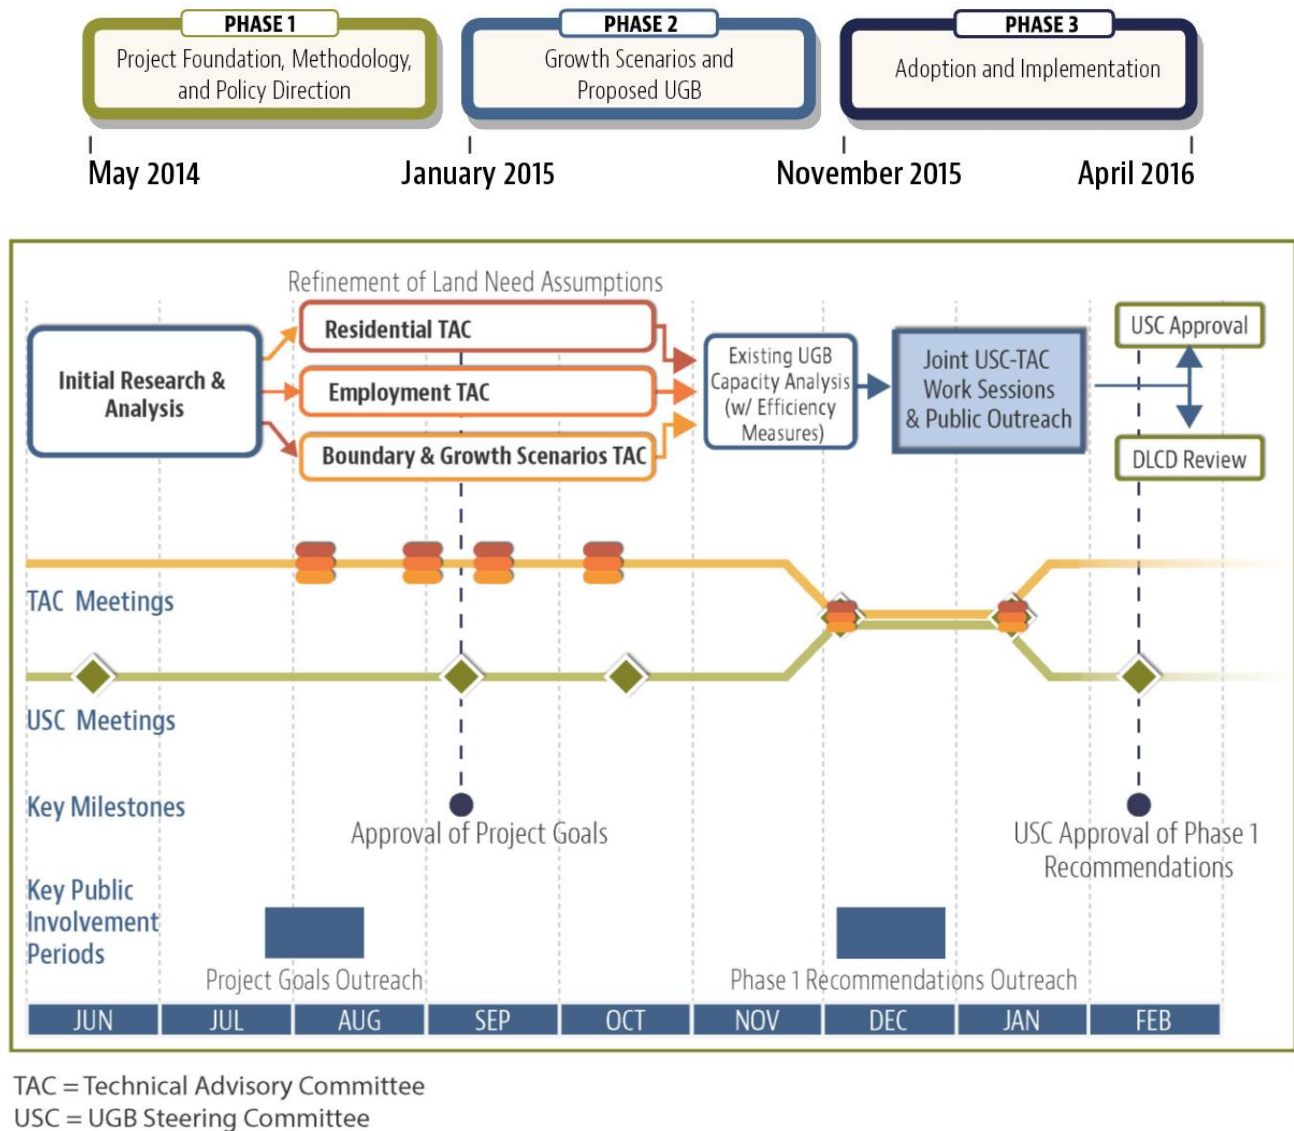 PHASE 1
Project Foundation, Methodology,
and Policy Direction
PHASE 2
Growth Scenarios and
Proposed UGB
PHASE 3
Adoption and Implementation
May 2014
January 2015
November 2015
April 2016
Refinement of Land Need Assumptions
Initial Research &
Analysis
Residential TAC
Employment TAC
Boundary & Growth Scenarios TAC
Existing UGB
Capacity Analysis
(w/ Efficiency
Measures)
Joint USC-TAC
Work Sessions
& Public Outreach
USC Approval
DLCD Review
TAC Meetings
USC Meetings
Key Milestones
Approval of Project Goals
USC Approval of Phase 1
Recommendations
Key Public
Involvement
Periods
Project Goals Outreach
Phase 1 Recommendations Outreach
JUN
JUL
AUG
SEP
OCT
NOV
DEC
JAN
FEB
TAC = Technical Advisory Committee
USC = UGB Steering Committee